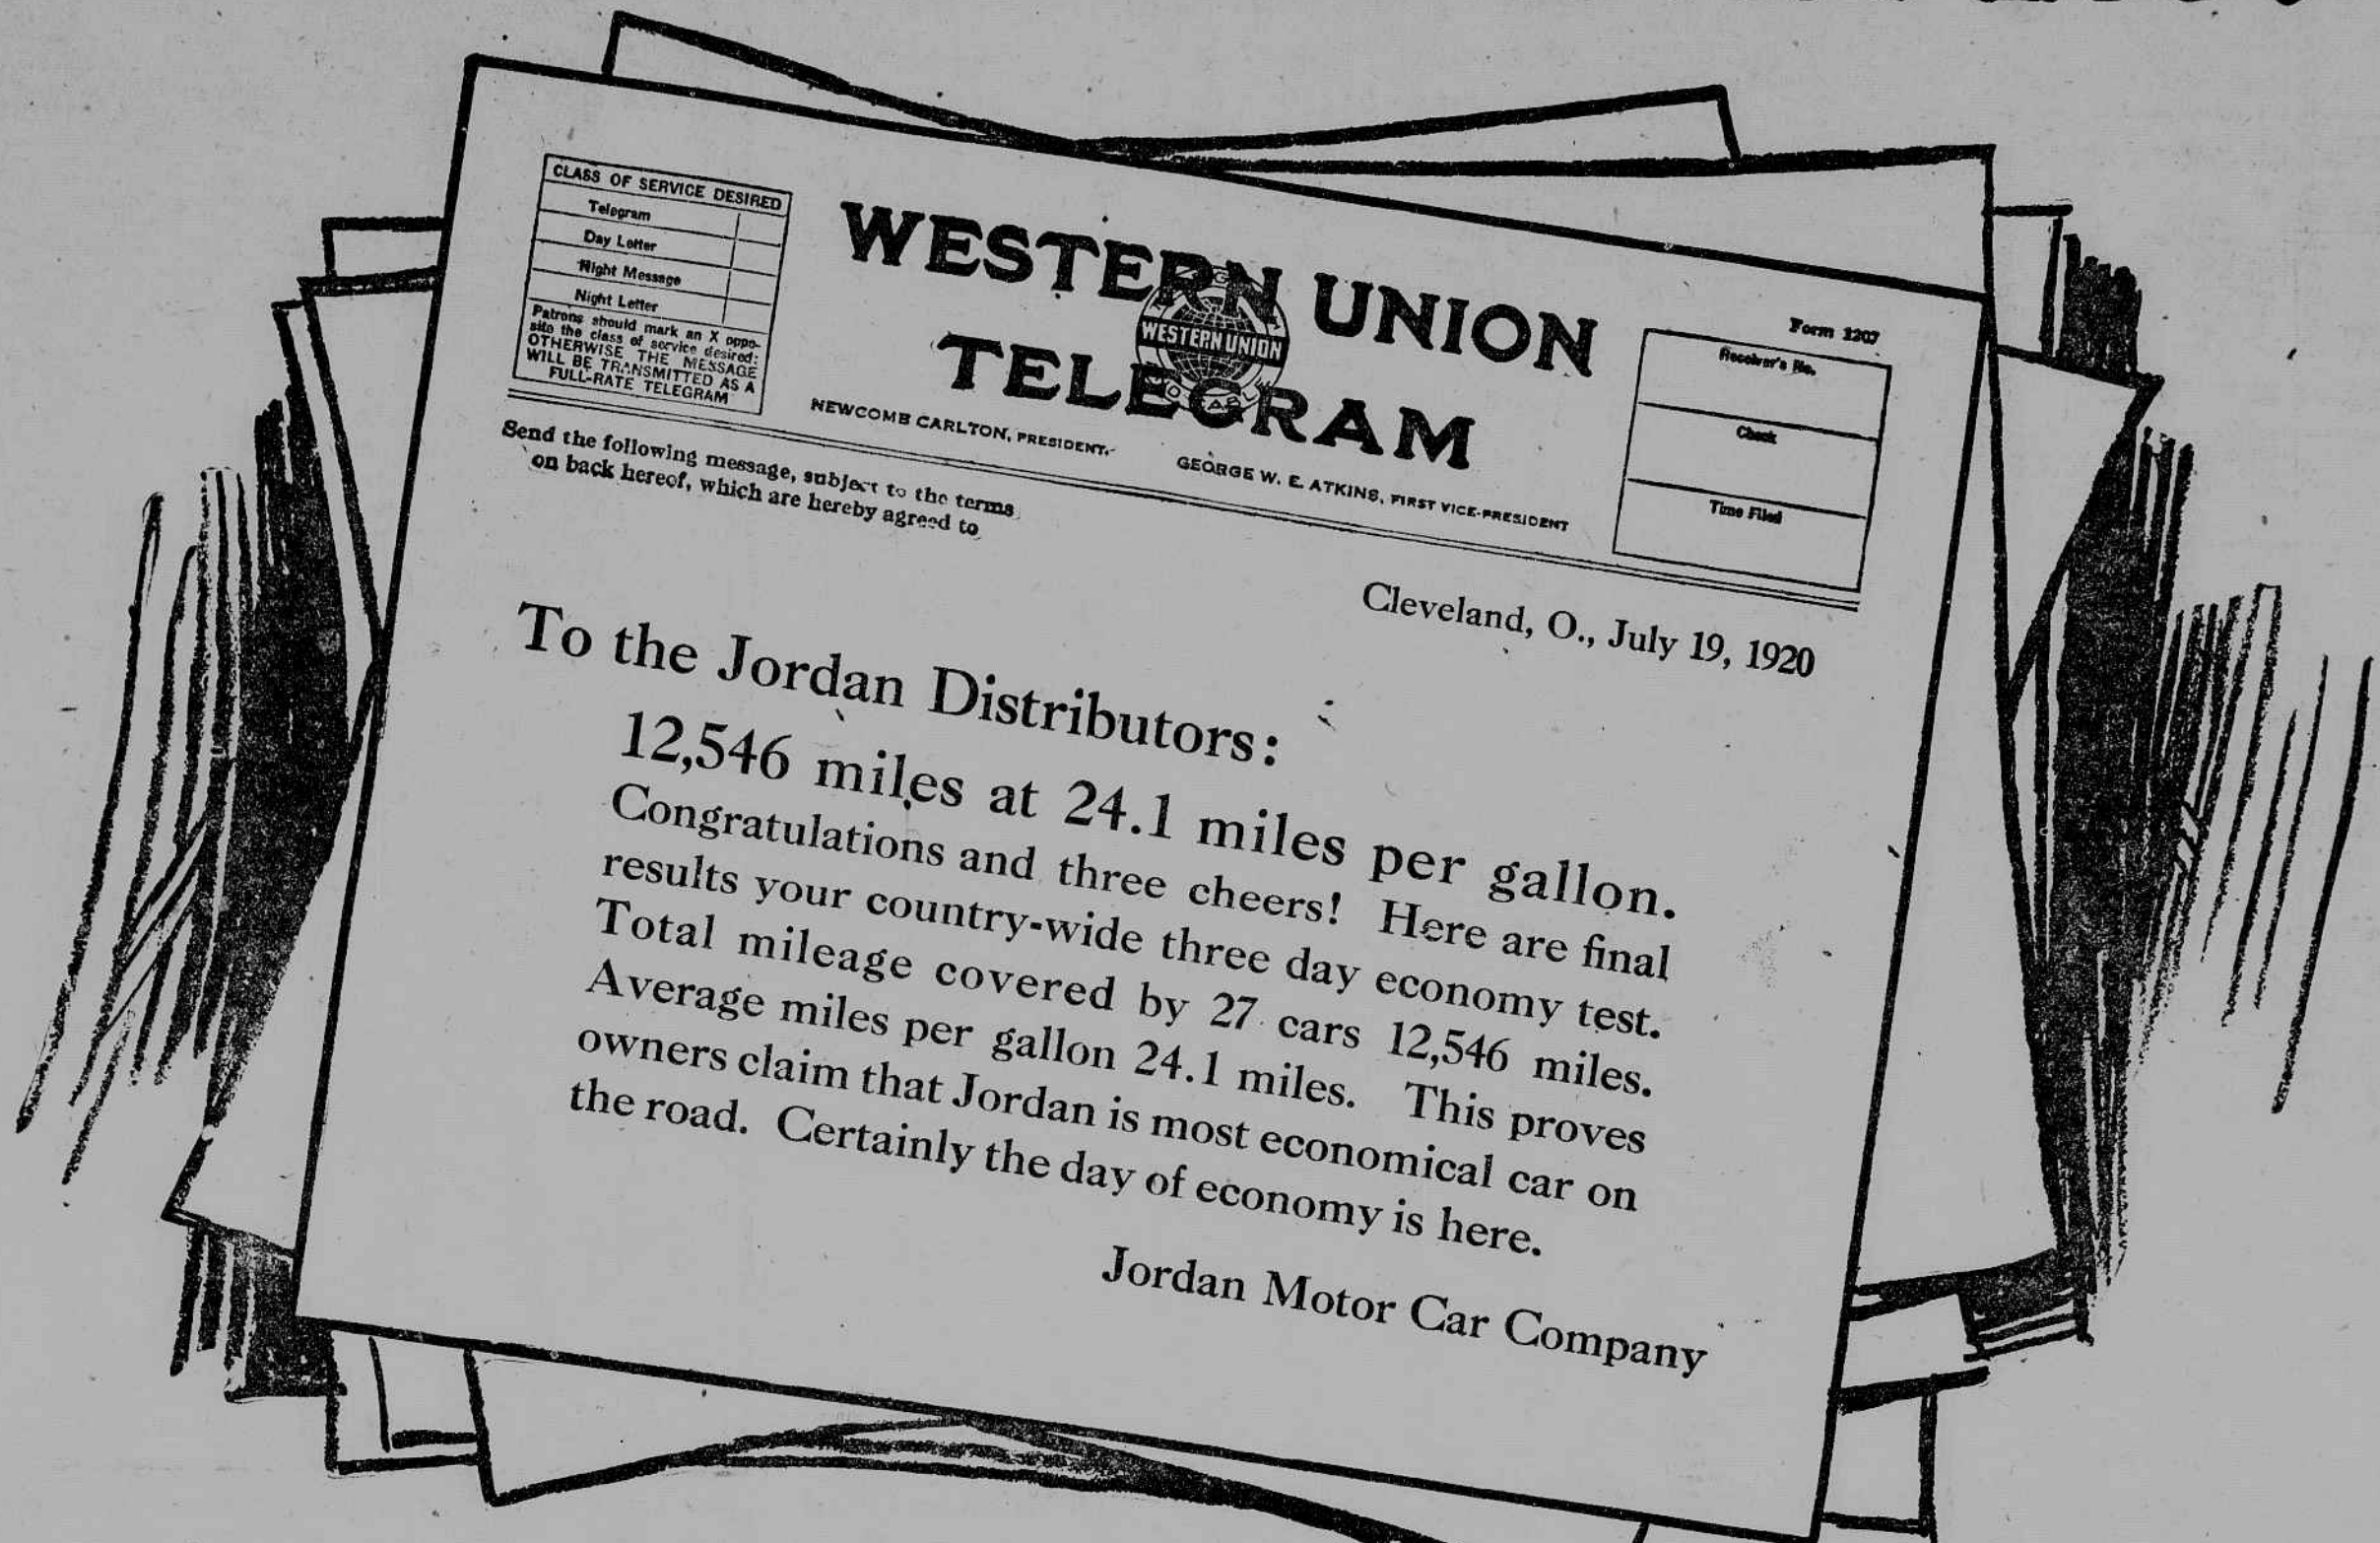 CLASS OF SERVICE DESIRED
Telegram
Day Letter
Night Message
Night Letter
Patrons should mark an X oppo-
site the class of service desired:
OTHERWISE THE MESSAGE
WILL BE TRANSMITTED AS A
FULL-RATE TELEGRAM
WESTERN UNION
WESTERN UNION
TELEGRAM
NEWCOMB CARLTON, PRESIDENT.
GEORGE W. E. ATKINS, FIRST VICE-PRESIDENT
Form 1207
Receiver's No.
Check
Time Filed
Send the following message, subject to the terms
on back hereof, which are hereby agreed to
Cleveland, O., July 19, 1920
To the Jordan Distributors:
12,546 miles at 24.1 miles per gallon.
Congratulations and three cheers! Here are final
results your country-wide three day economy test.
Total mileage covered by 27 cars 12,546 miles.
Average miles per gallon 24.1 miles. This proves
owners claim that Jordan is most economical car on
the road. Certainly the day of economy is here.
Jordan Motor Car Company